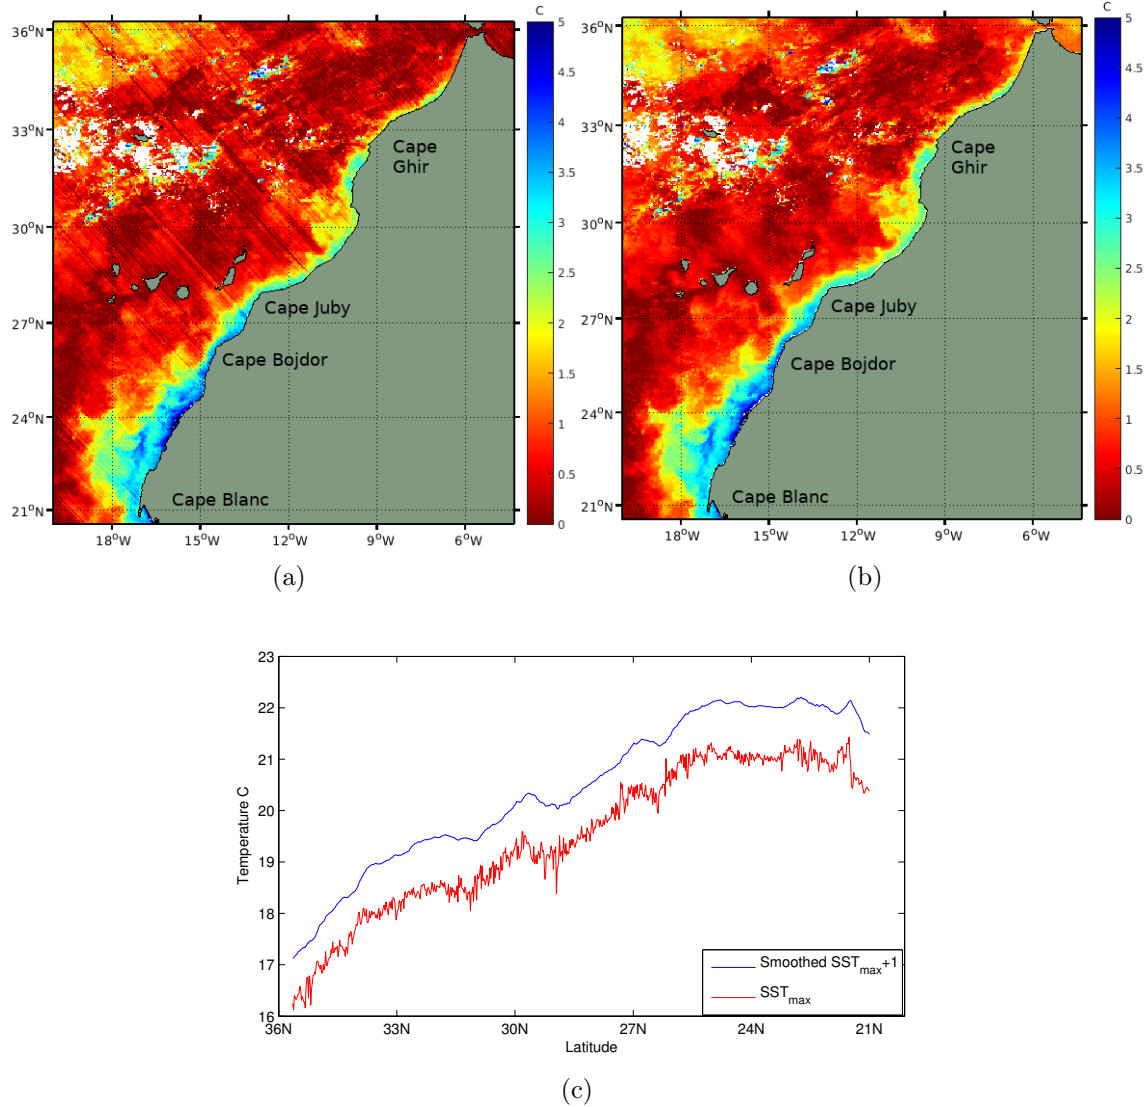 C
36°N
33°N
30°N
27°N
24°N
21°N
18°W
15°W
12°W
9°W
6°W
Cape
Ghir
Cape Juby
Cape Bojdor
Cape Blanc
5
4.5
4
3.5
3
2.5
2
1.5
1
0.5
0
(a)
C
36°N
33°N
30°N
27°N
24°N
21°N
18°W
15°W
12°W
9°W
6°W
Cape
Ghir
Cape Juby
Cape Bojdor
Cape Blanc
5
4.5
4
3.5
3
2.5
2
1.5
1
0.5
0
(b)
23
22
21
20
19
18
17
16
Temperature C
36N
33N
30N
27N
24N
21N
Latitude
Smoothed SST_max+1
SST_max
(c)